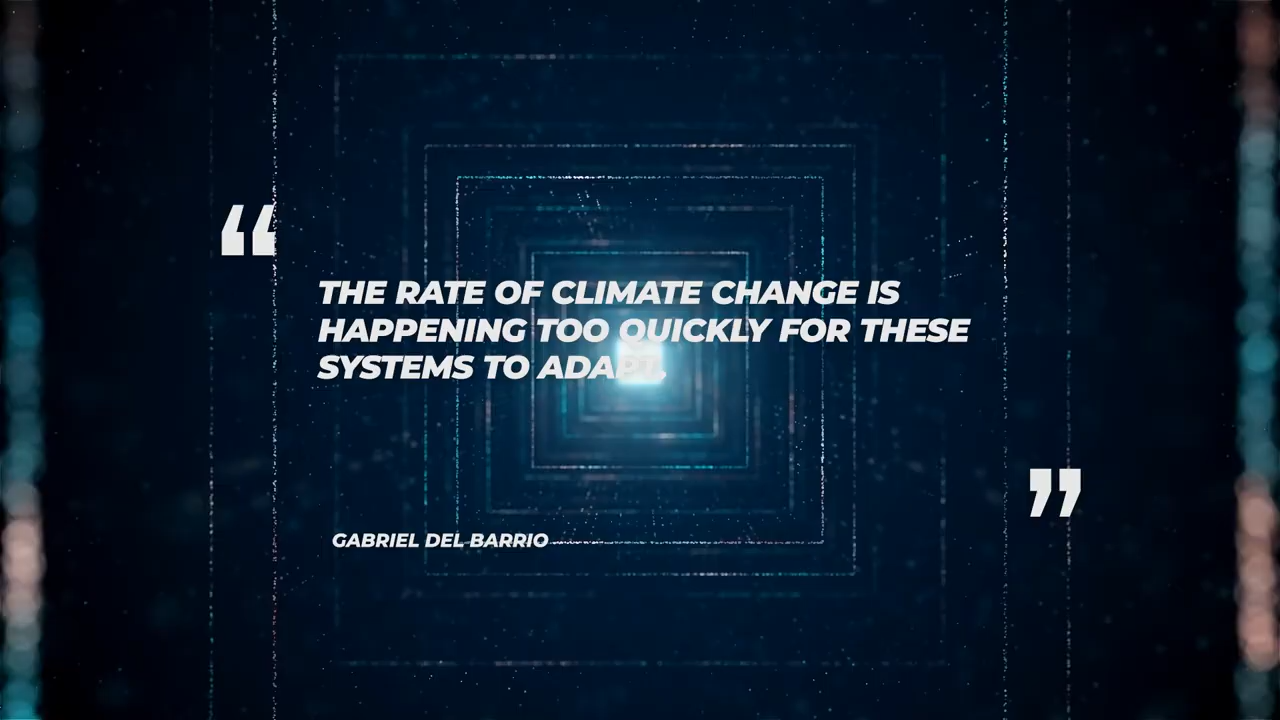 “
THE RATE OF CLIMATE CHANGE IS
HAPPENING TOO QUICKLY FOR THESE
SYSTEMS TO ADAPT.
”
GABRIEL DEL BARRIO